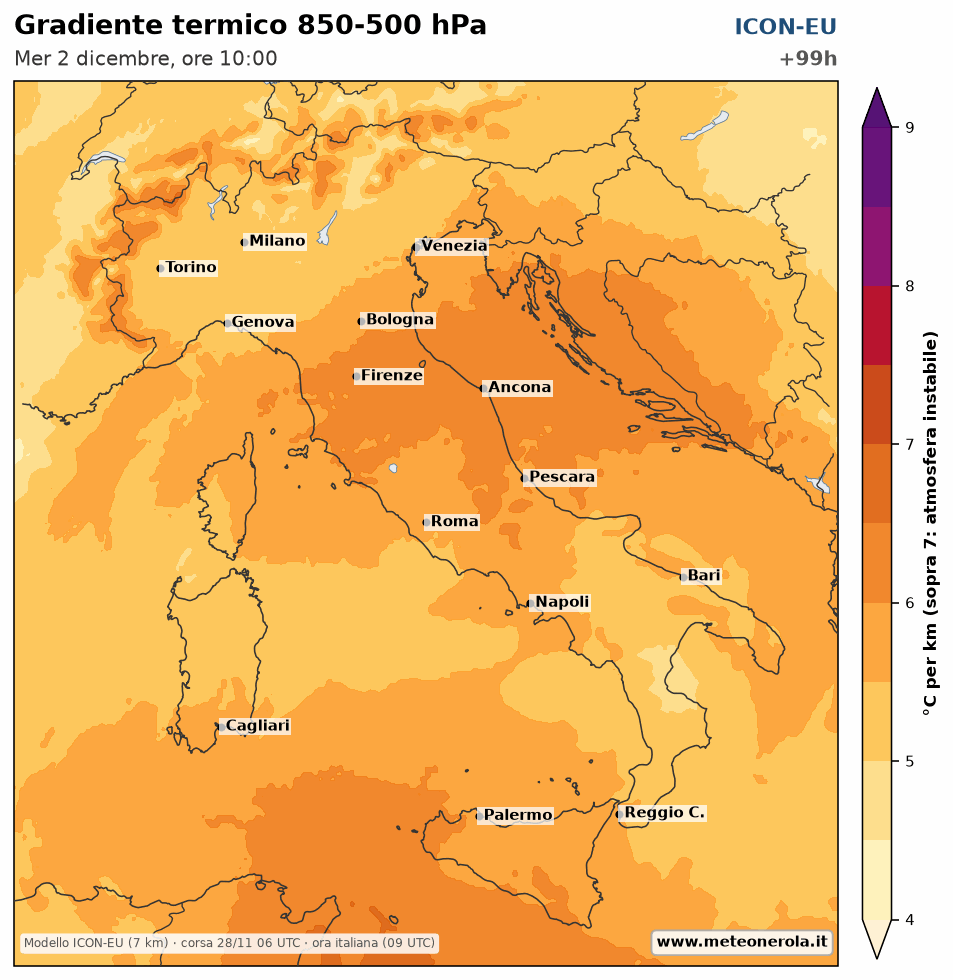 Gradiente termico 850-500 hPa
ICON-EU
Mer 2 dicembre, ore 10:00
+99h
Milano
Venezia
Torino
Genova
Bologna
Firenze
Ancona
Pescara
Roma
Bari
Napoli
Cagliari
Palermo
Reggio C.
9
8
7
6
5
4
°C per km (sopra 7: atmosfera instabile)
Modello ICON-EU (7 km) · corsa 28/11 06 UTC · ora italiana (09 UTC)
www.meteonerola.it